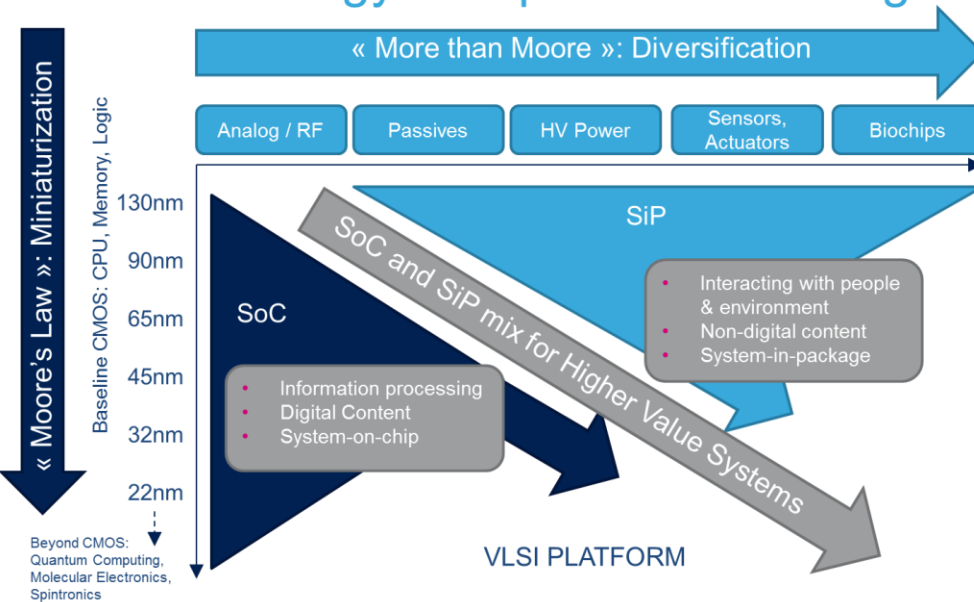 « More than Moore »: Diversification
« Moore's Law »: Miniaturization
Baseline CMOS: CPU, Memory, Logic
Analog / RF
Passives
HV Power
Sensors,
Actuators
Biochips
130nm
90nm
65nm
45nm
32nm
22nm
Beyond CMOS:
Quantum Computing,
Molecular Electronics,
Spintronics
SoC
• Information processing
• Digital Content
• System-on-chip
SoC and SiP mix for Higher Value Systems
SiP
• Interacting with people
& environment
• Non-digital content
• System-in-package
VLSI PLATFORM